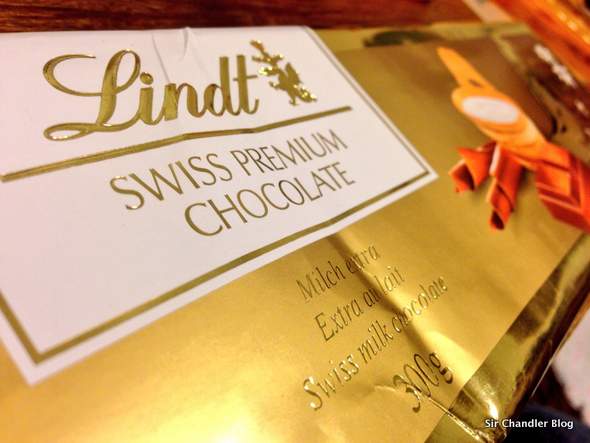 Lindt
SWISS PREMIUM
CHOCOLATE
Milch extra
Extra au lait
Swiss milk chocolate
300g
Sir Chandler Blog